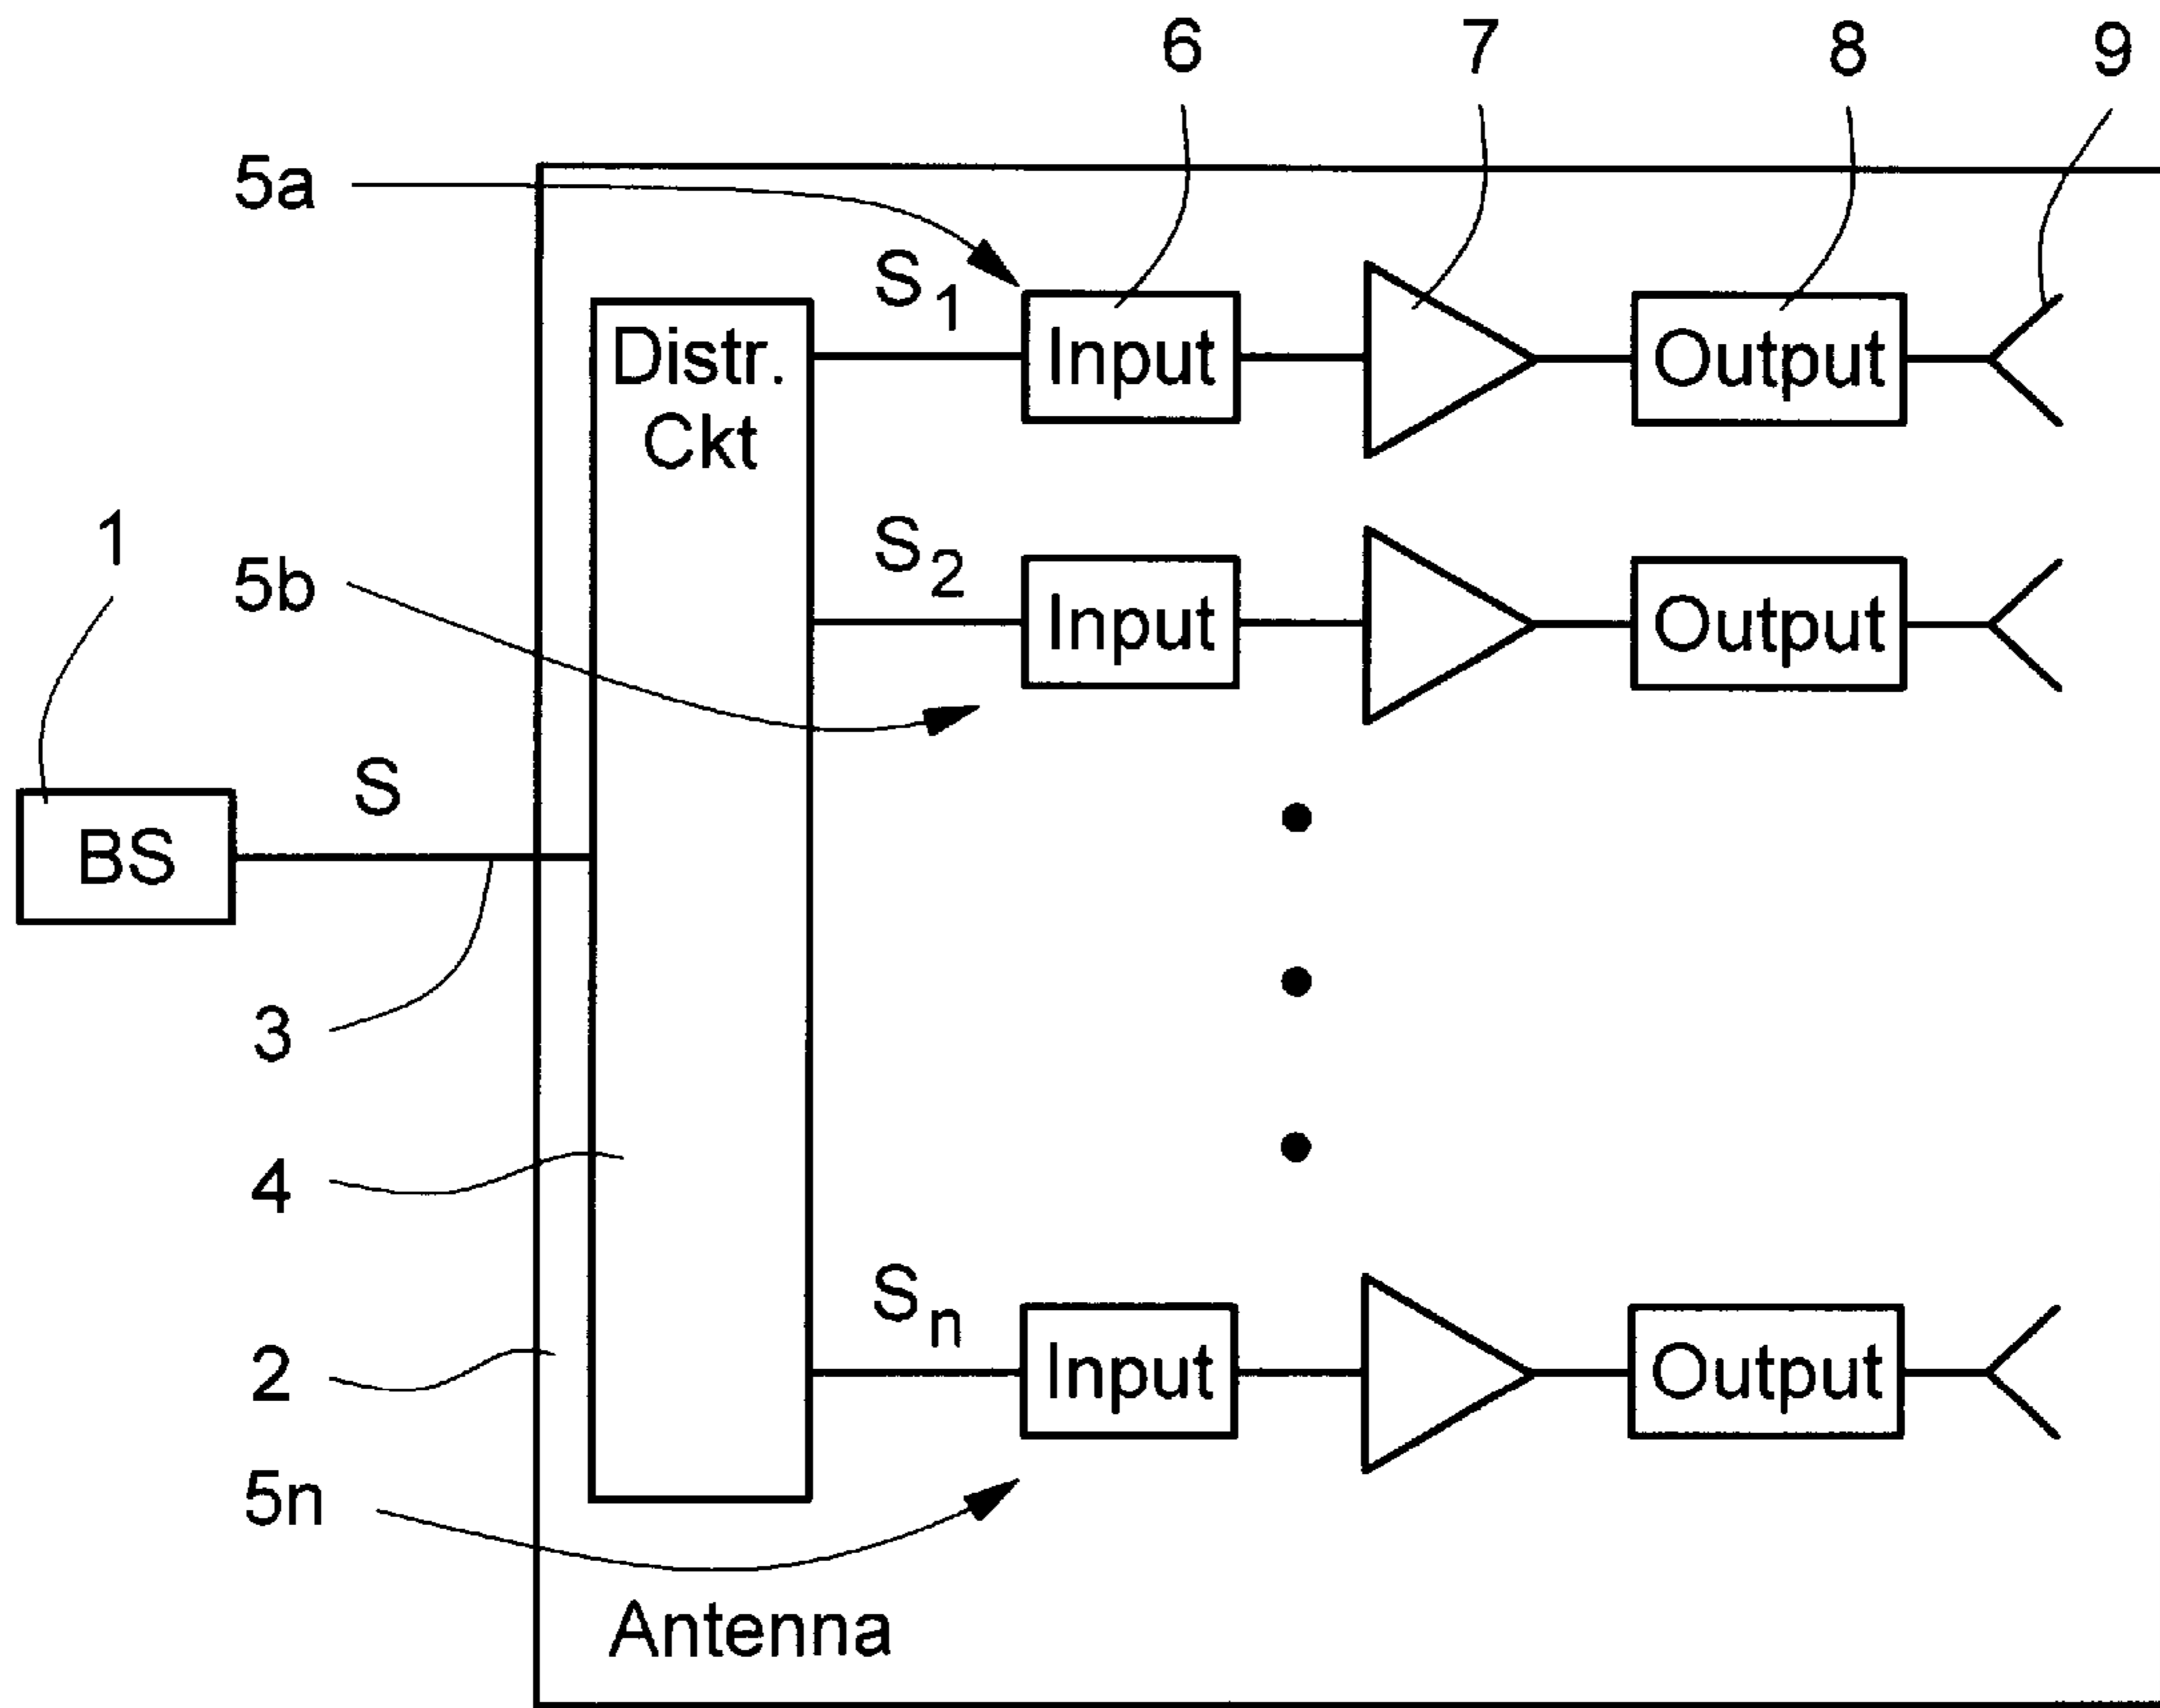 6 7 8 9
5a
S1
Distr.
Ckt
Input
Output
1
5b
S2
Input
Output
S
BS
3
4
Sn
2
Input
Output
5n
Antenna